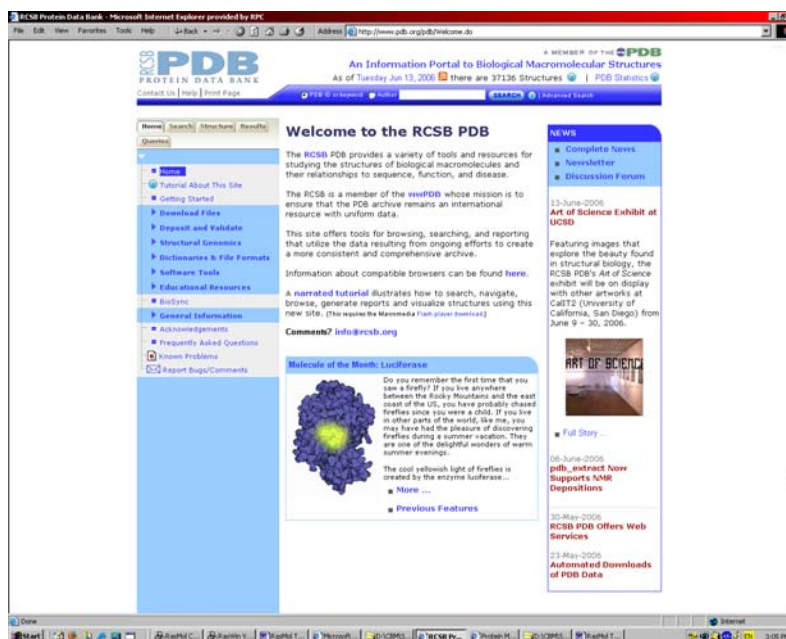 RCSB Protein Data Bank - Microsoft Internet Explorer provided by RPC
File Edit View Favorites Tools Help Back Address http://www.pdb.org/pdb/Welcome.do
RCSB PDB
PROTEIN DATA BANK
A MEMBER OF THE PDB
An Information Portal to Biological Macromolecular Structures
As of Tuesday Jun 13, 2006 there are 37136 Structures | PDB Statistics
Contact Us | Help | Print Page
PDB ID or keyword Author SEARCH | Advanced Search
Home Search Structure Results
Queries
Home
Tutorial About This Site
Getting Started
Download Files
Deposit and Validate
Structural Genomics
Dictionaries & File Formats
Software Tools
Educational Resources
BioSync
General Information
Acknowledgements
Frequently Asked Questions
Known Problems
Report Bugs/Comments
Welcome to the RCSB PDB
The RCSB PDB provides a variety of tools and resources for
studying the structures of biological macromolecules and
their relationships to sequence, function, and disease.
The RCSB is a member of the wwPDB whose mission is to
ensure that the PDB archive remains an international
resource with uniform data.
This site offers tools for browsing, searching, and reporting
that utilize the data resulting from ongoing efforts to create
a more consistent and comprehensive archive.
Information about compatible browsers can be found here.
A narrated tutorial illustrates how to search, navigate,
browse, generate reports and visualize structures using this
new site. [This requires the Macromedia Flash player download.]
Comments? info@rcsb.org
Molecule of the Month: Luciferase
Do you remember the first time that you
saw a firefly? If you live anywhere
between the Rocky Mountains and the east
coast of the US, you have probably chased
fireflies since you were a child. If you live
in other parts of the world, like me, you
may have had the pleasure of discovering
fireflies during a summer vacation. They
are one of the delightful wonders of warm
summer evenings.
The cool yellowish light of fireflies is
created by the enzyme luciferase...
More ...
Previous Features
NEWS
Complete News
Newsletter
Discussion Forum
13-June-2006
Art of Science Exhibit at
UCSD
Featuring images that
explore the beauty found
in structural biology, the
RCSB PDB's Art of Science
exhibit will be on display
with other artworks at
CalIT2 (University of
California, San Diego) from
June 9 – 30, 2006.
ART OF SCIENCE
Full Story ...
06-June-2006
pdb_extract Now
Supports NMR
Depositions
30-May-2006
RCSB PDB Offers Web
Services
23-May-2006
Automated Downloads
of PDB Data
Done Internet
Start RasMol C... RasWin V... RasMol T... Microsoft... RCSB Pr... Protein M... RasMol T... EN 3:05 PM